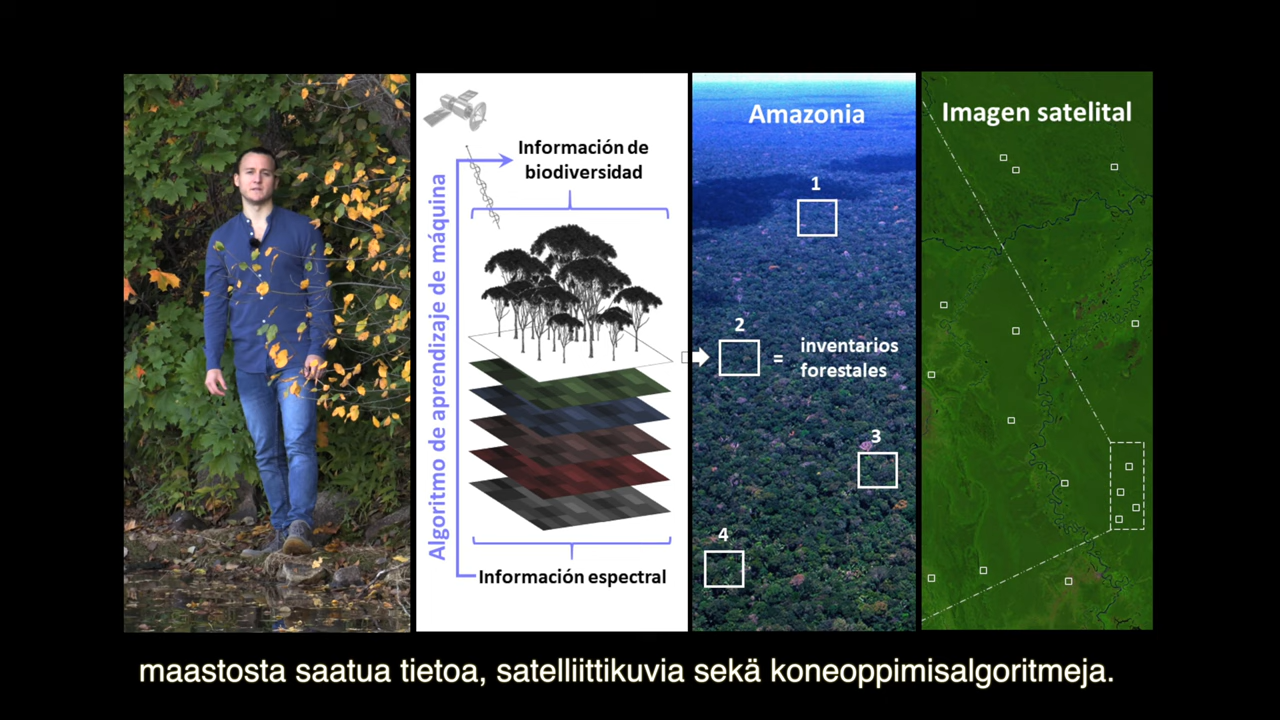 Información de
biodiversidad
Algoritmo de aprendizaje de máquina
Información espectral
Amazonia
1
2
= inventarios
forestales
3
4
Imagen satelital
maastosta saatua tietoa, satelliittikuvia sekä koneoppimisalgoritmeja.